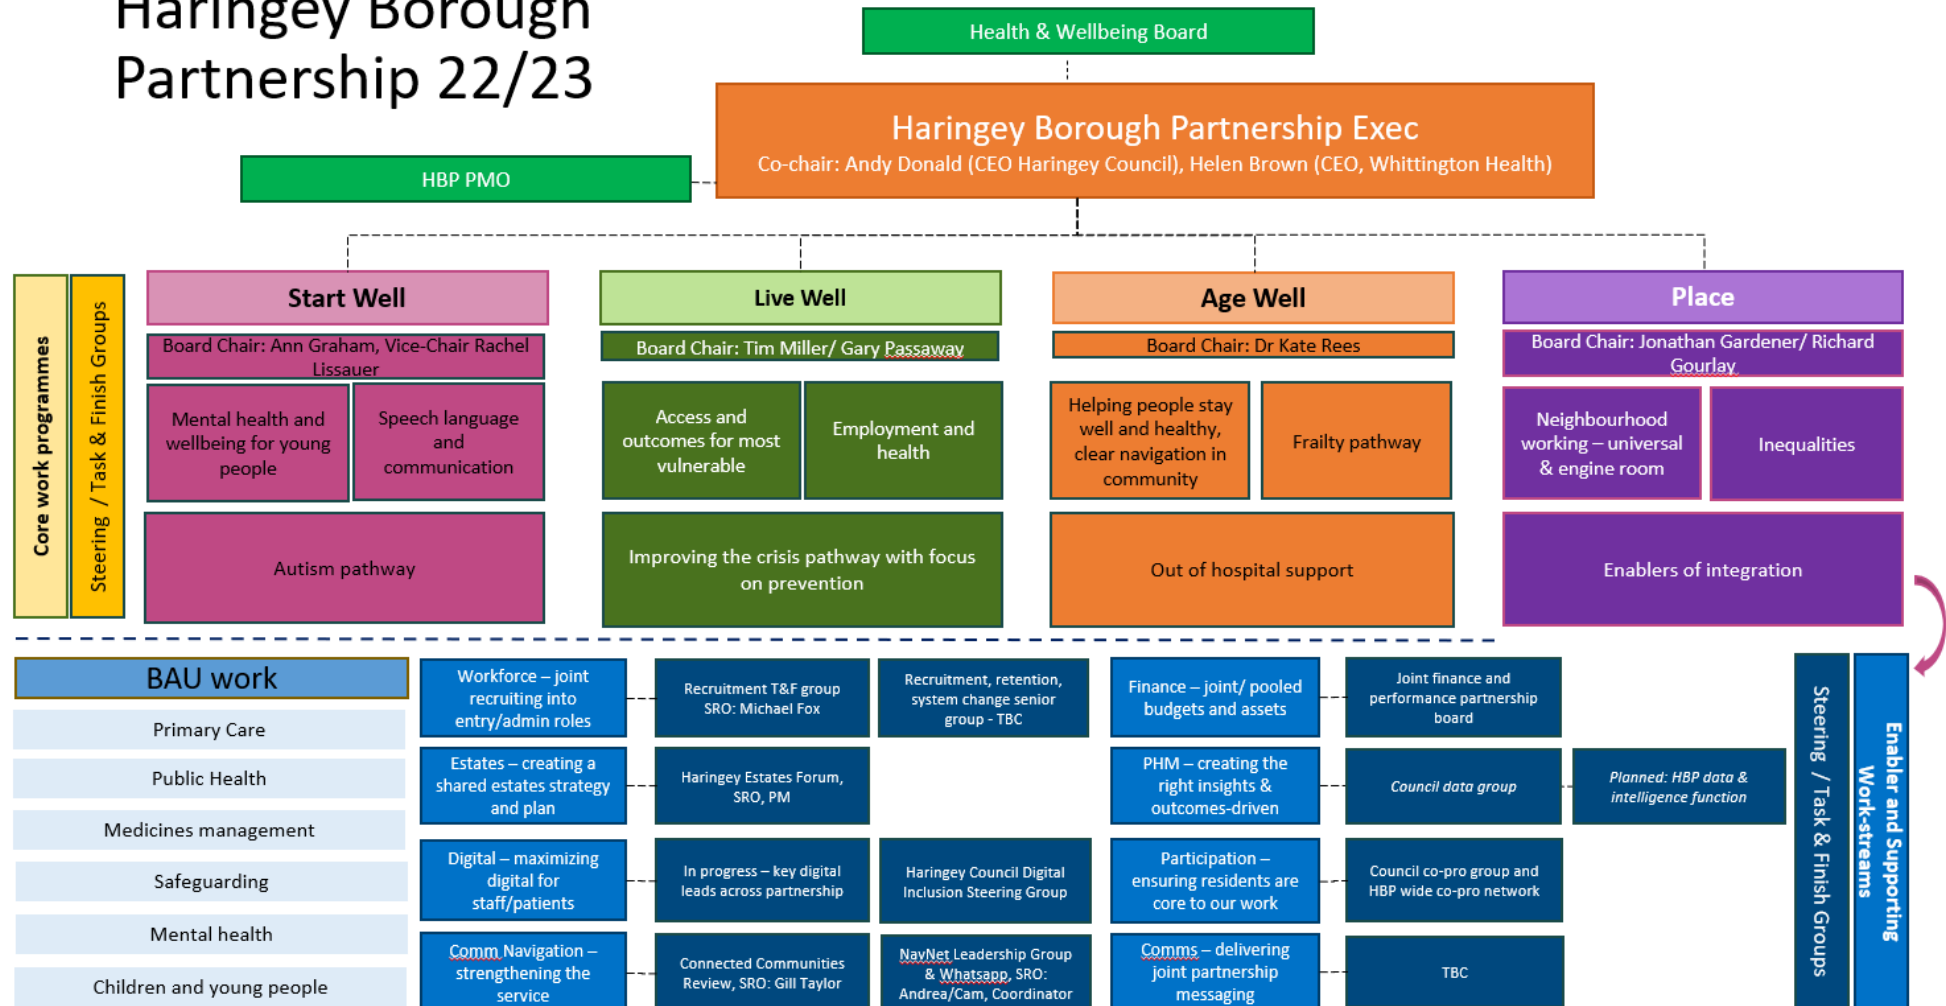 Haringey Borough
Partnership 22/23
Health & Wellbeing Board
Haringey Borough Partnership Exec
Co-chair: Andy Donald (CEO Haringey Council), Helen Brown (CEO, Whittington Health)
HBP PMO
Core work programmes
Steering / Task & Finish Groups
Start Well
Board Chair: Ann Graham, Vice-Chair Rachel
Lissauer
Mental health and
wellbeing for young
people
Speech language
and
communication
Autism pathway
Live Well
Board Chair: Tim Miller/ Gary Passaway
Access and
outcomes for most
vulnerable
Employment and
health
Improving the crisis pathway with focus
on prevention
Age Well
Board Chair: Dr Kate Rees
Helping people stay
well and healthy,
clear navigation in
community
Frailty pathway
Out of hospital support
Place
Board Chair: Jonathan Gardener/ Richard
Gourlay
Neighbourhood
working – universal
& engine room
Inequalities
Enablers of integration
BAU work
Primary Care
Public Health
Medicines management
Safeguarding
Mental health
Children and young people
Workforce – joint
recruiting into
entry/admin roles
Recruitment T&F group
SRO: Michael Fox
Recruitment, retention,
system change senior
group - TBC
Estates – creating a
shared estates strategy
and plan
Haringey Estates Forum,
SRO, PM
Digital – maximizing
digital for
staff/patients
In progress – key digital
leads across partnership
Haringey Council Digital
Inclusion Steering Group
Comm Navigation –
strengthening the
service
Connected Communities
Review, SRO: Gill Taylor
NavNet Leadership Group
& Whatsapp, SRO:
Andrea/Cam, Coordinator
Finance – joint/ pooled
budgets and assets
Joint finance and
performance partnership
board
PHM – creating the
right insights &
outcomes-driven
Council data group
Planned: HBP data &
intelligence function
Participation –
ensuring residents are
core to our work
Council co-pro group and
HBP wide co-pro network
Comms – delivering
joint partnership
messaging
TBC
Steering / Task & Finish Groups
Enabler and Supporting
Work-streams